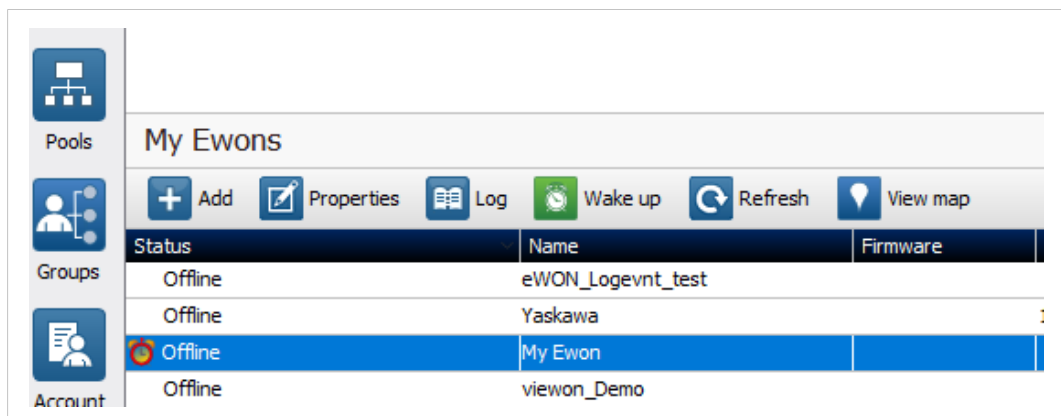 Pools
My Ewons
Add Properties Log Wake up Refresh View map
Status Name Firmware
Groups
Offline eWON_Logevnt_test
Offline Yaskawa
Offline My Ewon
Offline viewon_Demo
Account